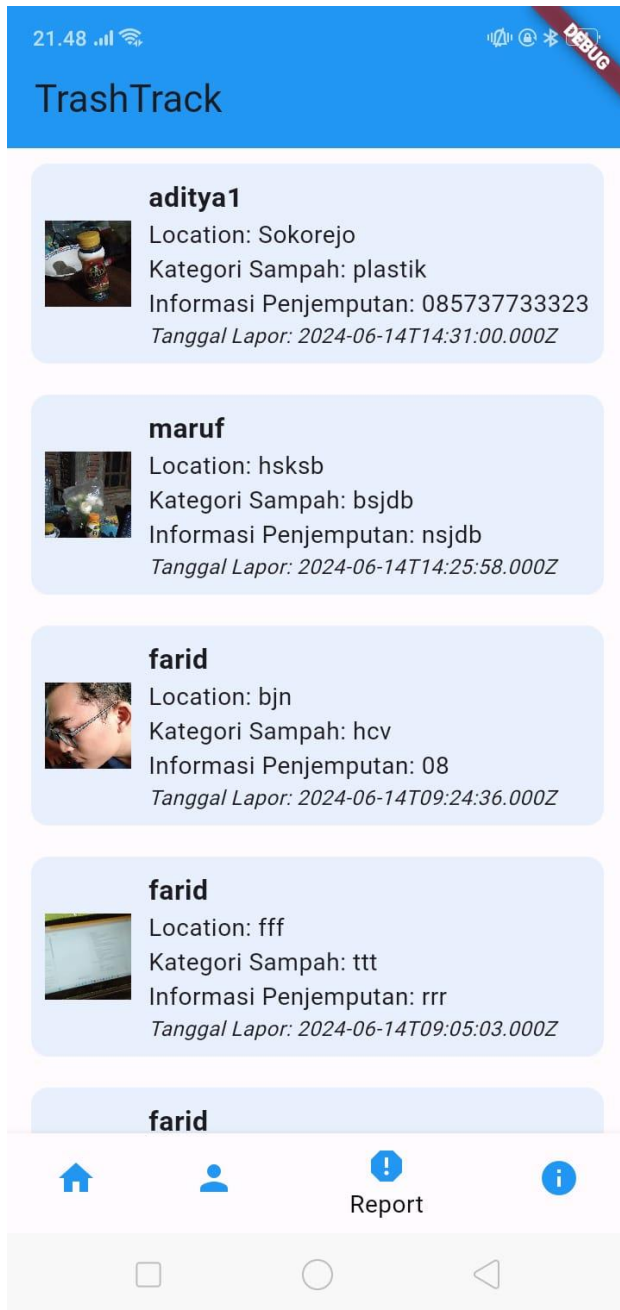 21.48
DEBUG
TrashTrack
aditya1
Location: Sokorejo
Kategori Sampah: plastik
Informasi Penjemputan: 085737733323
Tanggal Lapor: 2024-06-14T14:31:00.000Z
maruf
Location: hsksb
Kategori Sampah: bsjdb
Informasi Penjemputan: nsjdb
Tanggal Lapor: 2024-06-14T14:25:58.000Z
farid
Location: bjn
Kategori Sampah: hcv
Informasi Penjemputan: 08
Tanggal Lapor: 2024-06-14T09:24:36.000Z
farid
Location: fff
Kategori Sampah: ttt
Informasi Penjemputan: rrr
Tanggal Lapor: 2024-06-14T09:05:03.000Z
farid
Report